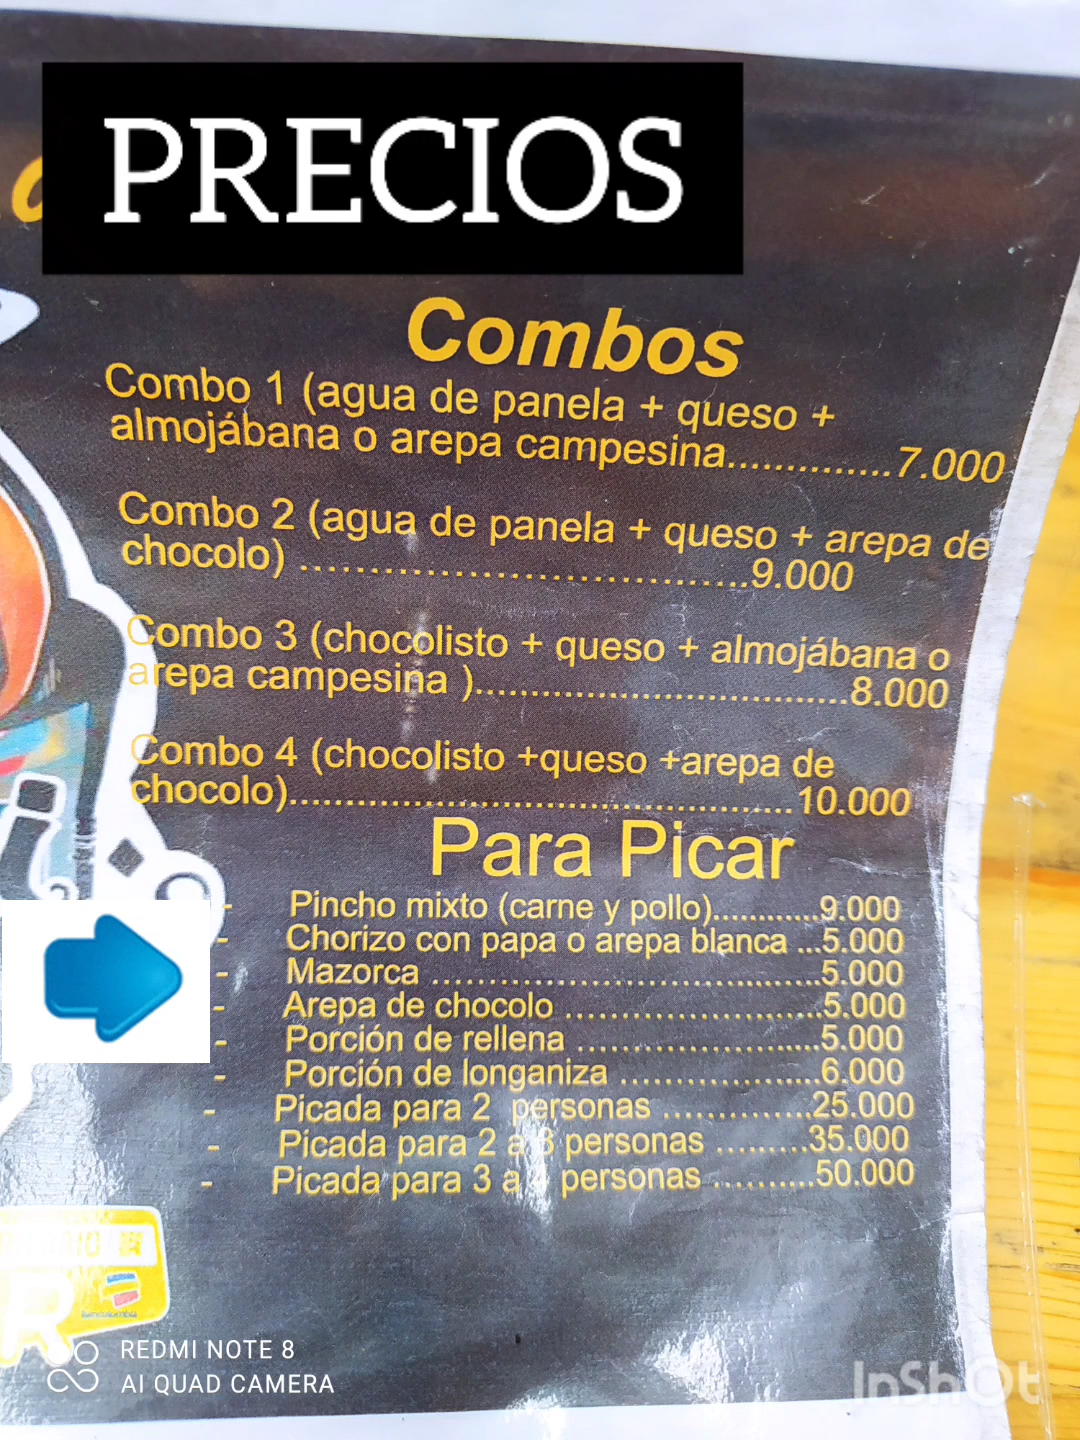 PRECIOS
Combos
Combo 1 (agua de panela + queso +
almojábana o arepa campesina..............7.000
Combo 2 (agua de panela + queso + arepa de
chocolo) ....................................9.000
Combo 3 (chocolisto + queso + almojábana o
arepa campesina )................................8.000
Combo 4 (chocolisto +queso +arepa de
chocolo)...........................................10.000
Para Picar
- Pincho mixto (carne y pollo)............9.000
- Chorizo con papa o arepa blanca ...5.000
- Mazorca ....................................5.000
- Arepa de chocolo ........................5.000
- Porción de rellena .......................5.000
- Porción de longaniza ...................6.000
- Picada para 2 personas ..............25.000
- Picada para 2 a 3 personas .........35.000
- Picada para 3 a 4 personas ..........50.000
REDMI NOTE 8
AI QUAD CAMERA
InShOt